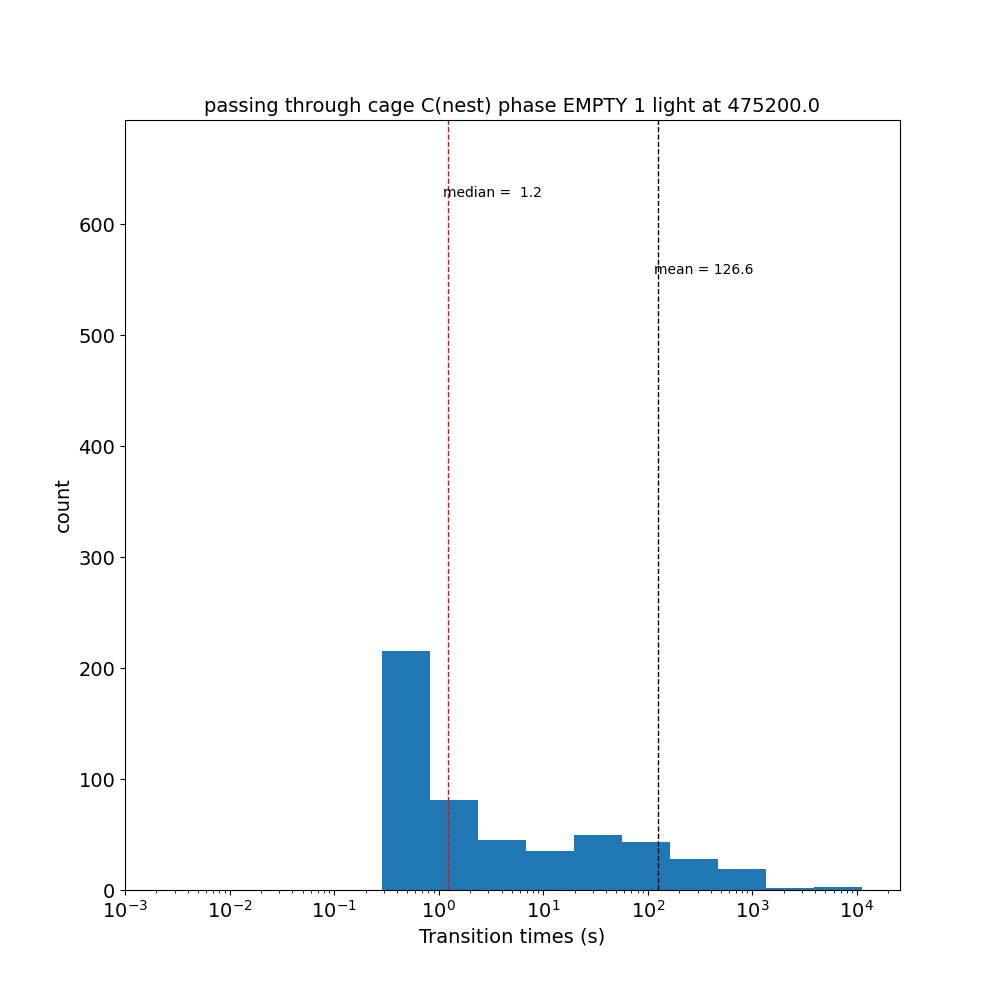 passing through cage C(nest) phase EMPTY 1 light at 475200.0
median =  1.2
mean = 126.6
600
500
400
300
200
100
0
count
10⁻³ 10⁻² 10⁻¹ 10⁰ 10¹ 10² 10³ 10⁴
Transition times (s)